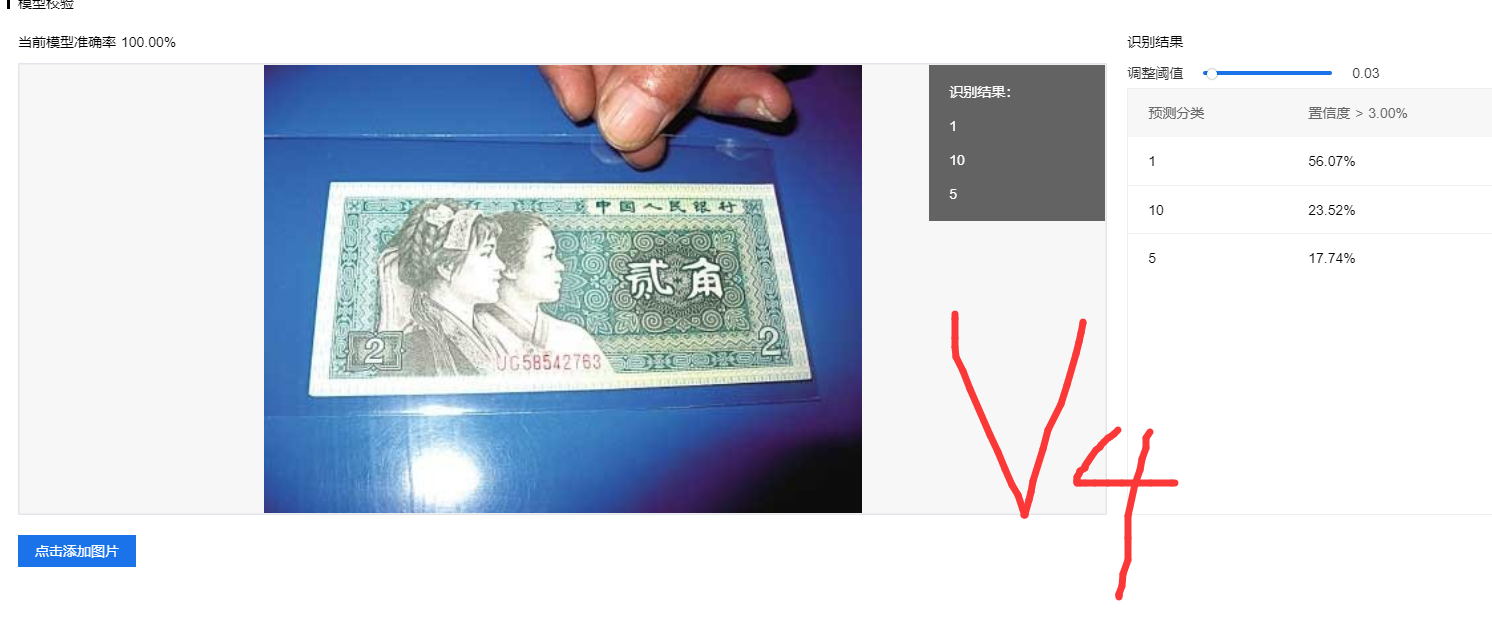 模型校验
当前模型准确率 100.00%
识别结果
调整阈值 0.03
预测分类 置信度 > 3.00%
1 56.07%
10 23.52%
5 17.74%
识别结果:
1
10
5
中国人民银行
贰角
2
2
UG58542763
V4
点击添加图片